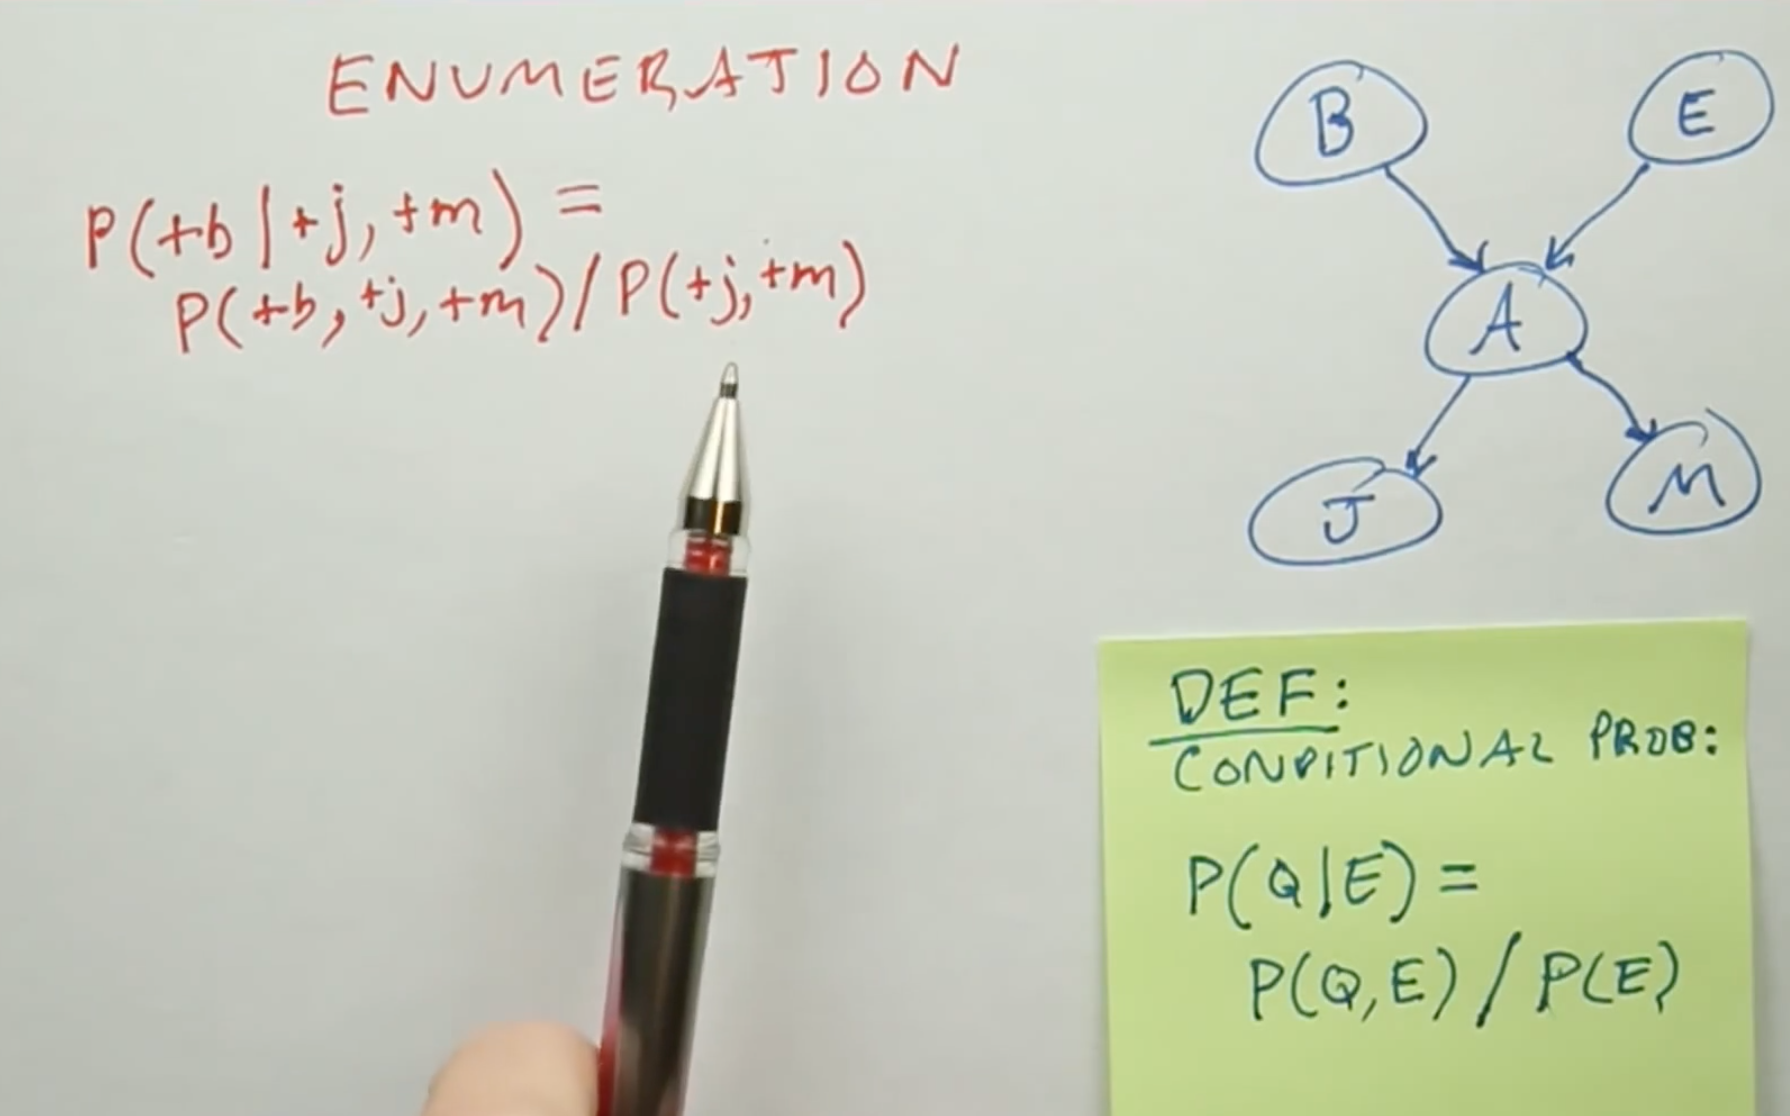 ENUMERATION
P(+b|+j,+m) =
P(+b,+j,+m)/P(+j,+m)
B
E
A
J
M
DEF:
CONDITIONAL PROB:
P(Q|E) =
P(Q,E) / P(E)